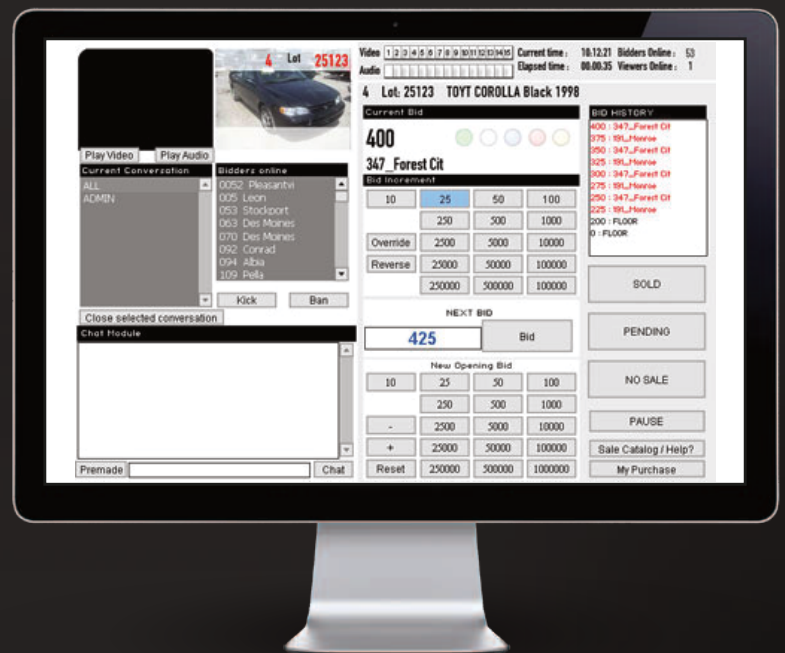 4 Lot 25123
Play Video Play Audio
Current Conversation
ALL
ADMIN
Close selected conversation
Bidders online
0052 Pleasantvi
005 Leon
053 Stockport
063 Des Moines
070 Des Moines
092 Conrad
094 Albia
109 Pella
Kick Ban
Chat Module
Premade Chat
Video 1 2 3 4 5 6 7 8 9 10 11 12 13 14 15 Current time : 10:12:21 Bidders Online : 53
Audio Elapsed time : 00:00:35 Viewers Online : 1
4 Lot: 25123 TOYT COROLLA Black 1998
Current Bid
400
347_Forest Cit
Bid Increment
10 25 50 100
250 500 1000
Override 2500 5000 10000
Reverse 25000 50000 100000
250000 500000 100000
NEXT BID
425 Bid
New Opening Bid
10 25 50 100
250 500 1000
- 2500 5000 10000
+ 25000 50000 100000
Reset 250000 500000 1000000
BID HISTORY
400 : 347_Forest Cit
375 : 191_Monroe
350 : 347_Forest Cit
325 : 191_Monroe
300 : 347_Forest Cit
275 : 191_Monroe
250 : 347_Forest Cit
225 : 191_Monroe
200 : FLOOR
0 : FLOOR
SOLD
PENDING
NO SALE
PAUSE
Sale Catalog / Help?
My Purchase